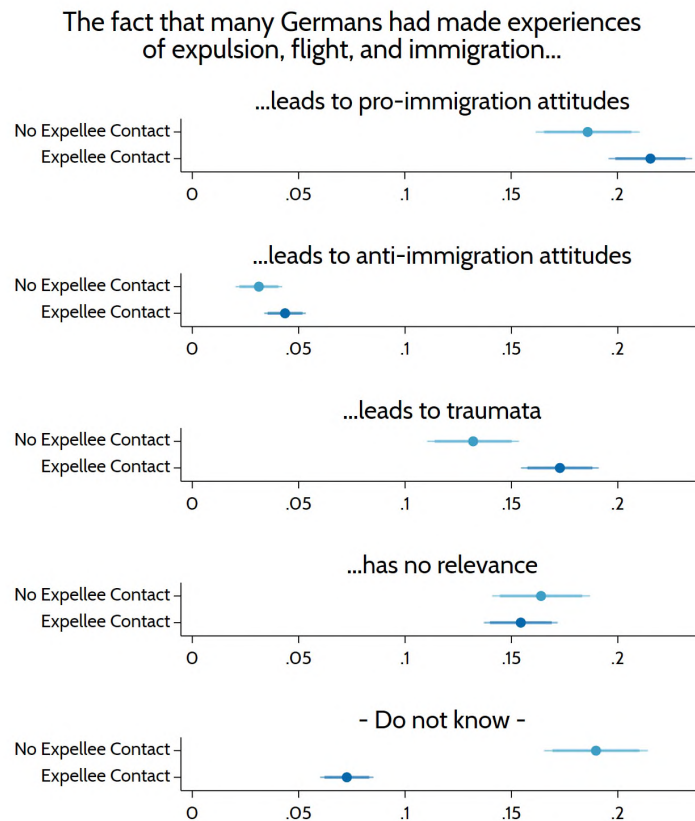 The fact that many Germans had made experiences
of expulsion, flight, and immigration...
...leads to pro-immigration attitudes
No Expellee Contact
Expellee Contact
0 .05 .1 .15 .2
...leads to anti-immigration attitudes
No Expellee Contact
Expellee Contact
0 .05 .1 .15 .2
...leads to traumata
No Expellee Contact
Expellee Contact
0 .05 .1 .15 .2
...has no relevance
No Expellee Contact
Expellee Contact
0 .05 .1 .15 .2
- Do not know -
No Expellee Contact
Expellee Contact
0 .05 .1 .15 .2